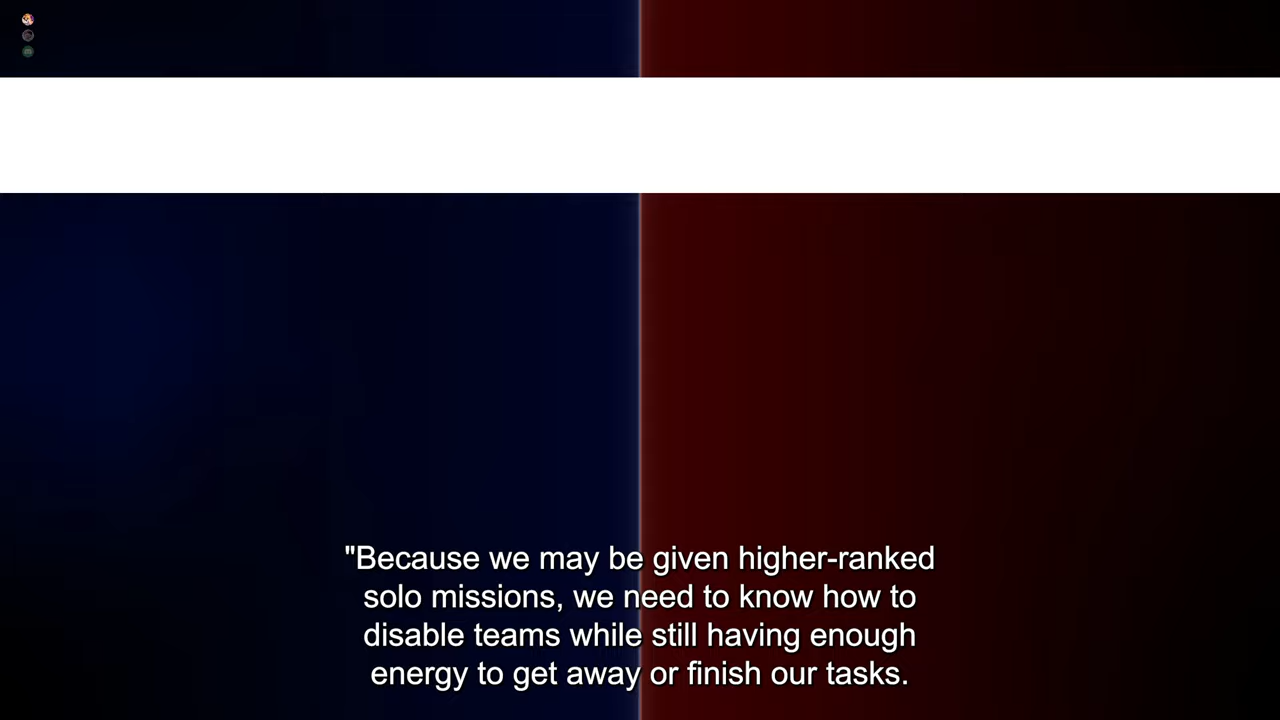 "Because we may be given higher-ranked
solo missions, we need to know how to
disable teams while still having enough
energy to get away or finish our tasks.